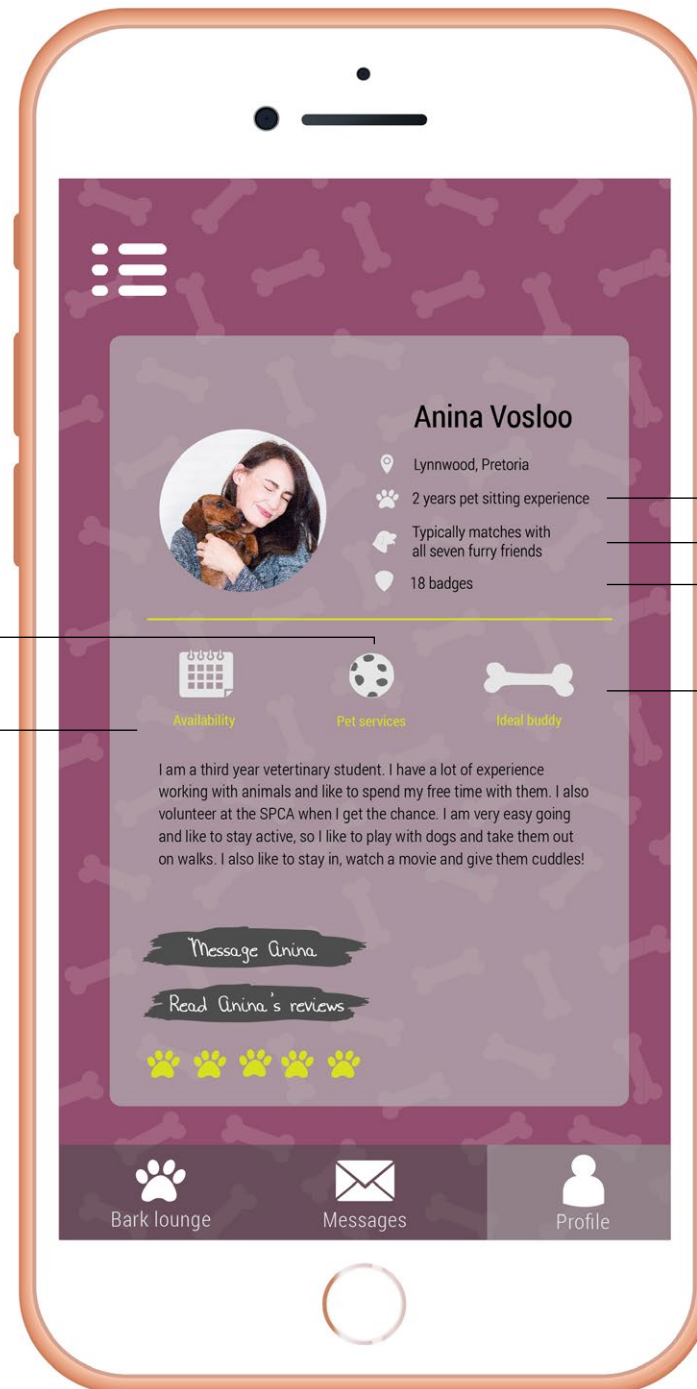 Anina Vosloo
Lynnwood, Pretoria
2 years pet sitting experience
Typically matches with
all seven furry friends
18 badges
Availability
Pet services
Ideal buddy
I am a third year vetertinary student. I have a lot of experience
working with animals and like to spend my free time with them. I also
volunteer at the SPCA when I get the chance. I am very easy going
and like to stay active, so I like to play with dogs and take them out
on walks. I also like to stay in, watch a movie and give them cuddles!
Message Anina
Read Anina's reviews
Bark lounge
Messages
Profile